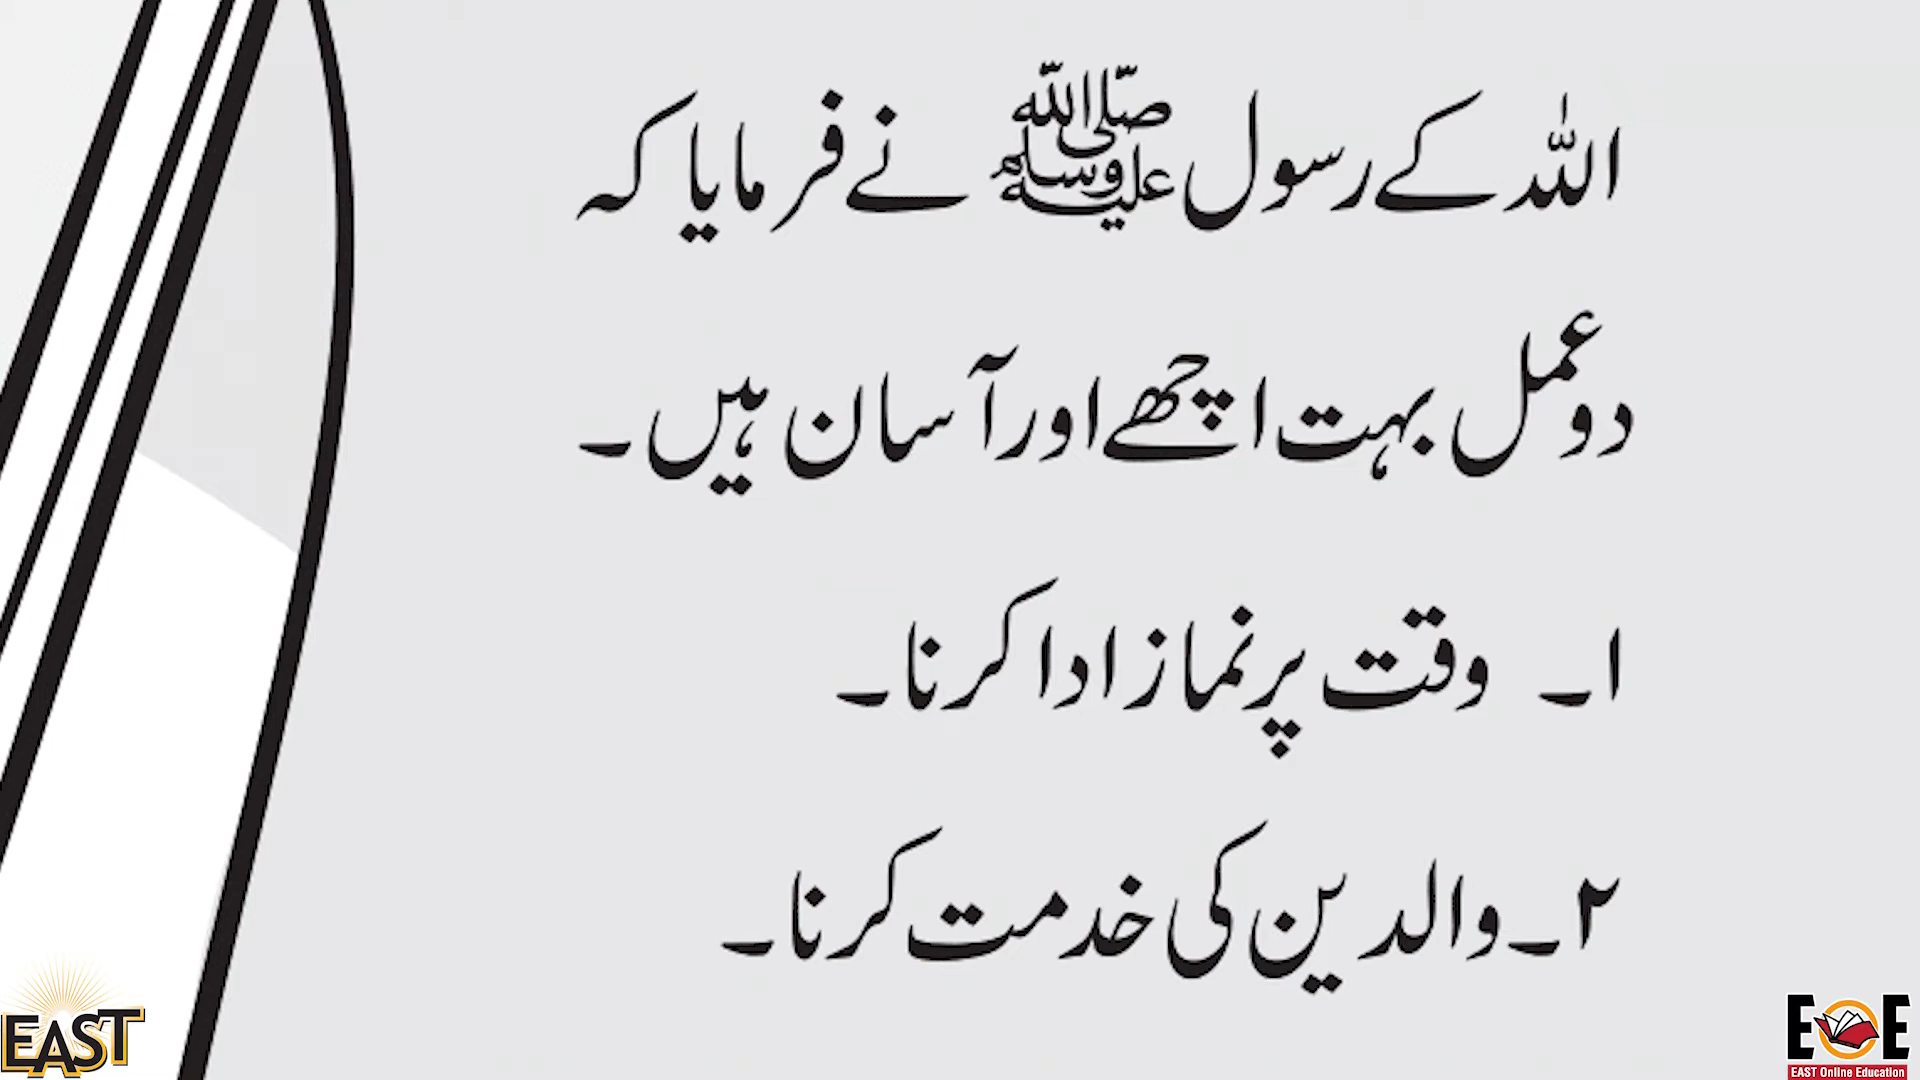 اللہ کے رسول ﷺ نے فرمایا کہ
دو عمل بہت اچھے اور آسان ہیں۔
۱۔ وقت پر نماز ادا کرنا۔
۲۔ والدین کی خدمت کرنا۔
EAST
EOE
EAST Online Education